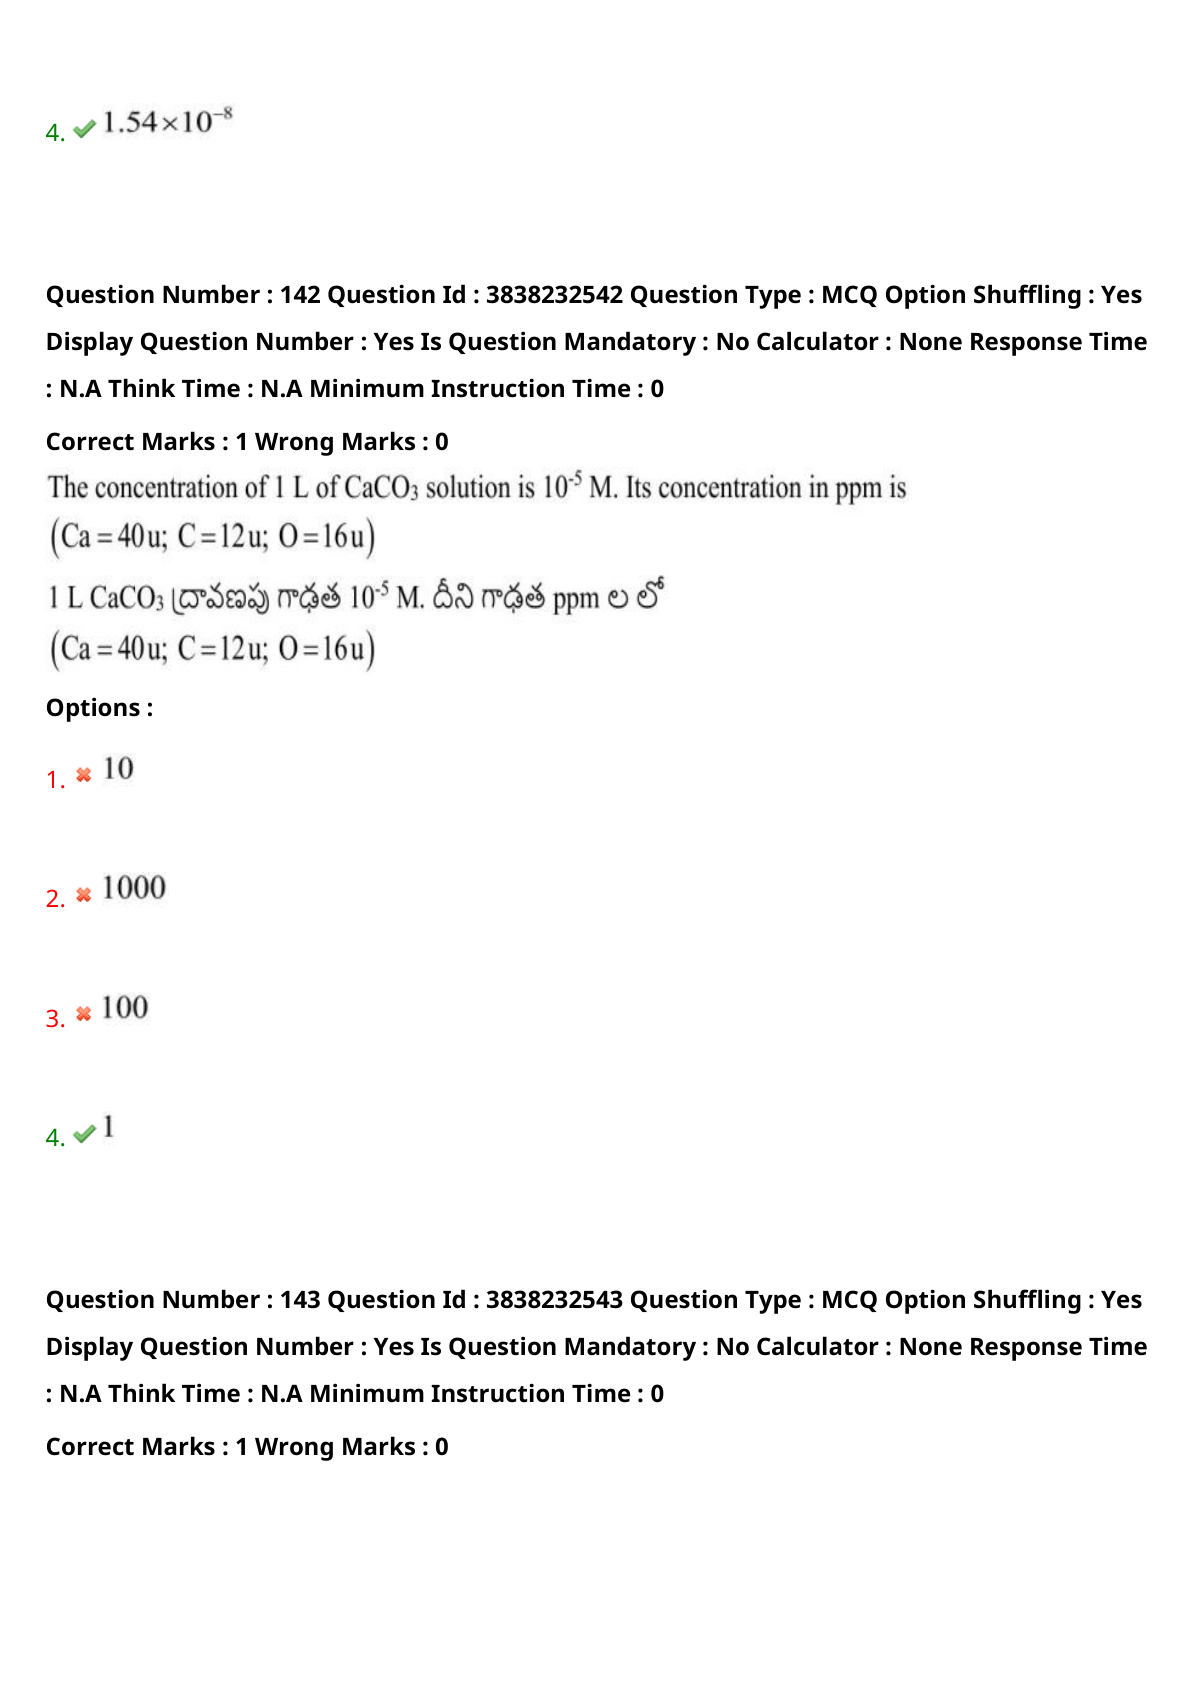 4. 1.54×10⁻⁸
Question Number : 142 Question Id : 3838232542 Question Type : MCQ Option Shuffling : Yes
Display Question Number : Yes Is Question Mandatory : No Calculator : None Response Time
: N.A Think Time : N.A Minimum Instruction Time : 0
Correct Marks : 1 Wrong Marks : 0
The concentration of 1 L of CaCO₃ solution is 10⁻⁵ M. Its concentration in ppm is
(Ca = 40u; C = 12u; O = 16u)
1 L CaCO₃ ద్రావణపు గాఢత 10⁻⁵ M. దీని గాఢత ppm ల లో
(Ca = 40u; C = 12u; O = 16u)
Options :
1. 10
2. 1000
3. 100
4. 1
Question Number : 143 Question Id : 3838232543 Question Type : MCQ Option Shuffling : Yes
Display Question Number : Yes Is Question Mandatory : No Calculator : None Response Time
: N.A Think Time : N.A Minimum Instruction Time : 0
Correct Marks : 1 Wrong Marks : 0